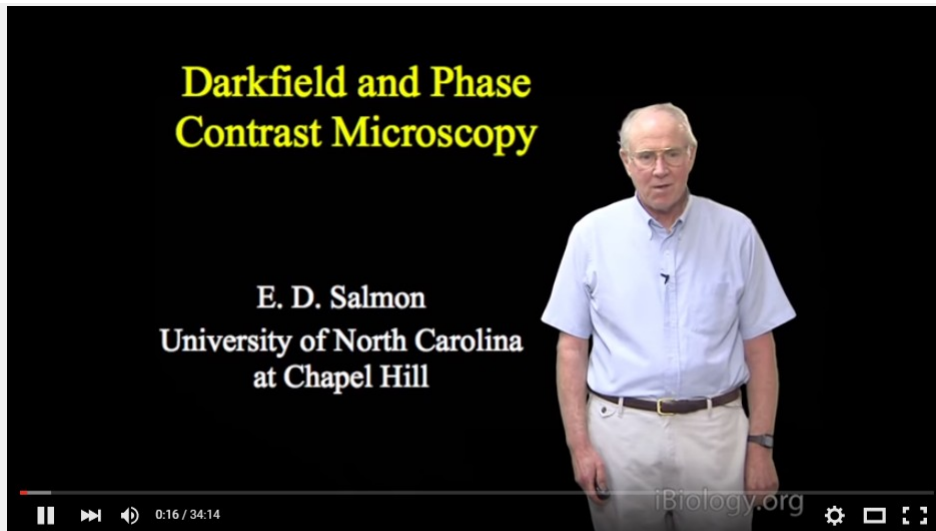 Darkfield and Phase
Contrast Microscopy
E. D. Salmon
University of North Carolina
at Chapel Hill
iBiology.org
0:16 / 34:14